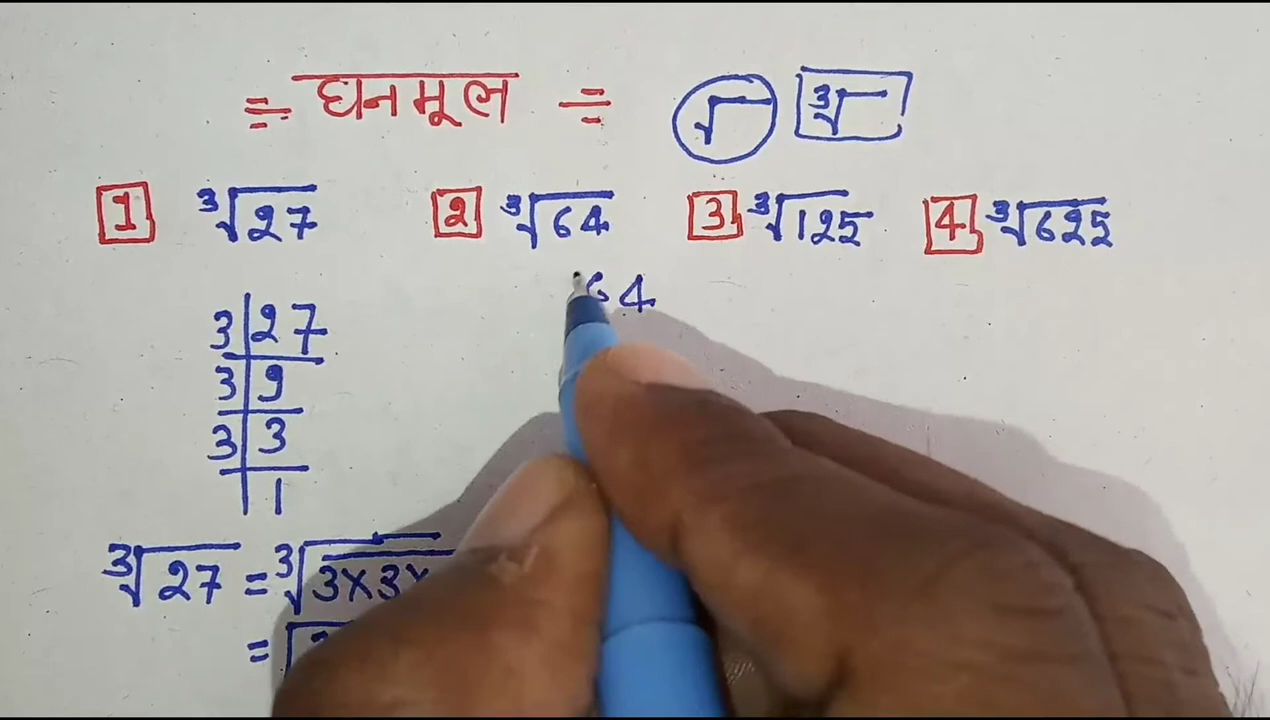 = घनमूल = √ ∛
1 ∛27 2 ∛64 3 ∛125 4 ∛625
64
3 27
3 9
3 3
1
∛27 = ∛3×3×
=